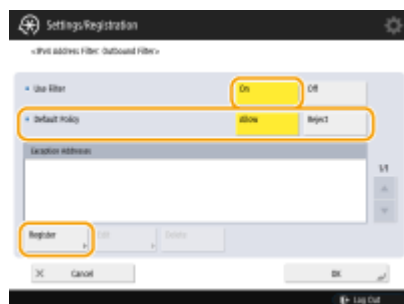 Settings/Registration
<IPv4 Address Filter: Outbound Filter>
Use Filter
On
Off
Default Policy
Allow
Reject
Exception Addresses
1/1
Register
Edit
Delete
Cancel
OK
Log Out